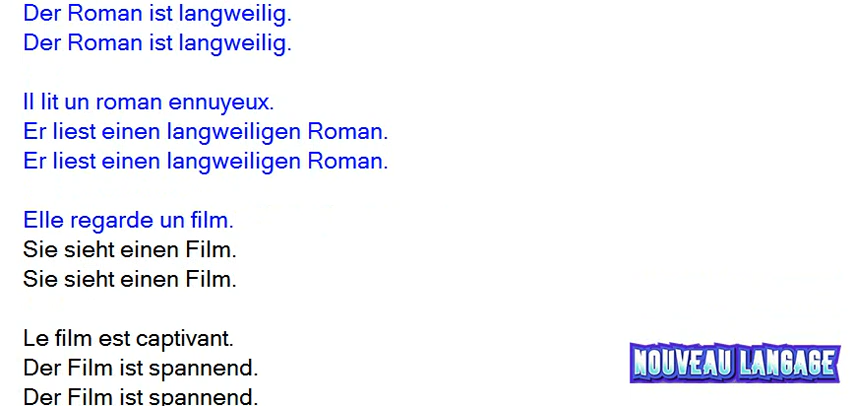 Der Roman ist langweilig.
Der Roman ist langweilig.
Il lit un roman ennuyeux.
Er liest einen langweiligen Roman.
Er liest einen langweiligen Roman.
Elle regarde un film.
Sie sieht einen Film.
Sie sieht einen Film.
Le film est captivant.
Der Film ist spannend.
Der Film ist spannend.
NOUVEAU LANGAGE